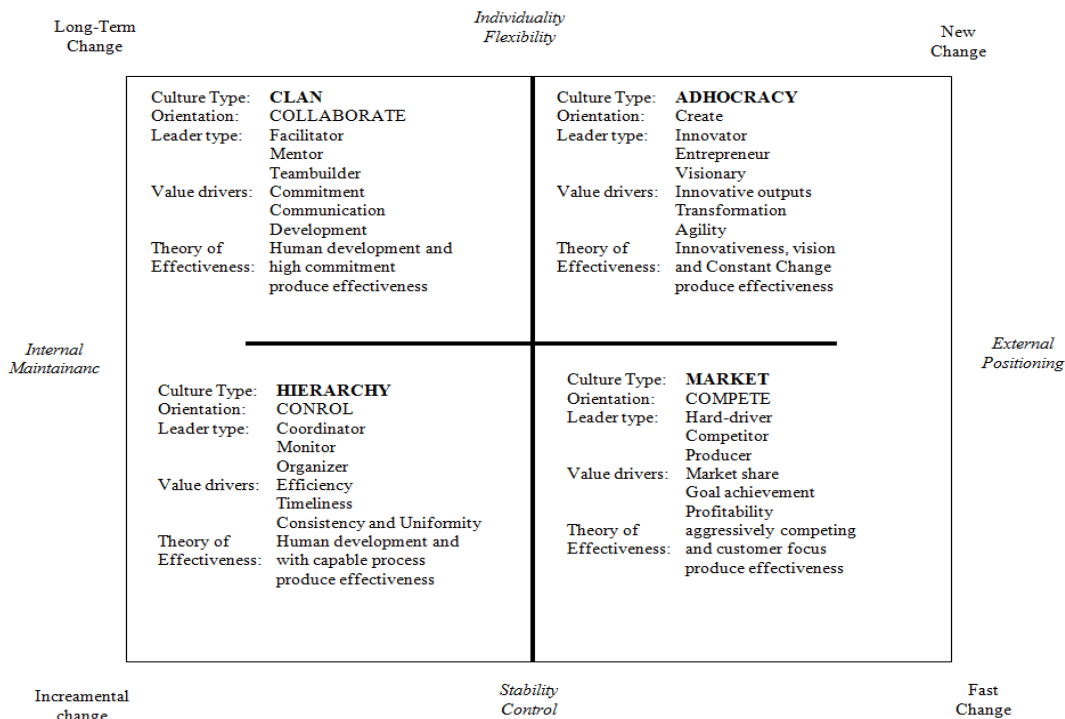 Individuality
Flexibility
Long-Term
Change
New
Change
Culture Type: CLAN
Orientation: COLLABORATE
Leader type: Facilitator
Mentor
Teambuilder
Value drivers: Commitment
Communication
Development
Theory of Human development and
Effectiveness: high commitment
produce effectiveness
Culture Type: ADHOCRACY
Orientation: Create
Leader type: Innovator
Entrepreneur
Visionary
Value drivers: Innovative outputs
Transformation
Agility
Theory of Innovativeness, vision
Effectiveness: and Constant Change
produce effectiveness
Internal
Maintainanc
External
Positioning
Culture Type: HIERARCHY
Orientation: CONROL
Leader type: Coordinator
Monitor
Organizer
Value drivers: Efficiency
Timeliness
Consistency and Uniformity
Theory of Human development and
Effectiveness: with capable process
produce effectiveness
Culture Type: MARKET
Orientation: COMPETE
Leader type: Hard-driver
Competitor
Producer
Value drivers: Market share
Goal achievement
Profitability
Theory of aggressively competing
Effectiveness: and customer focus
produce effectiveness
Increamental
change
Stability
Control
Fast
Change